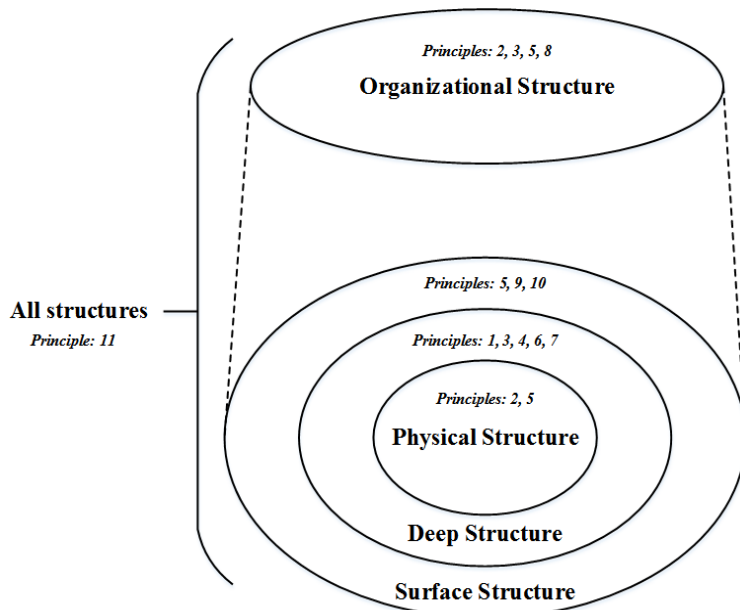 Principles: 2, 3, 5, 8
Organizational Structure
Principles: 5, 9, 10
All structures
Principle: 11
Principles: 1, 3, 4, 6, 7
Principles: 2, 5
Physical Structure
Deep Structure
Surface Structure